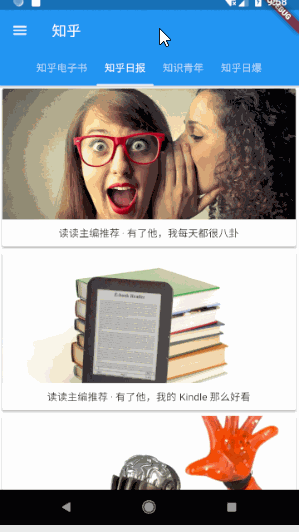 知乎
知乎电子书 知乎日报 知识青年 知乎日爆
读读主编推荐 · 有了他，我每天都很八卦
读读主编推荐 · 有了他，我的 Kindle 那么好看